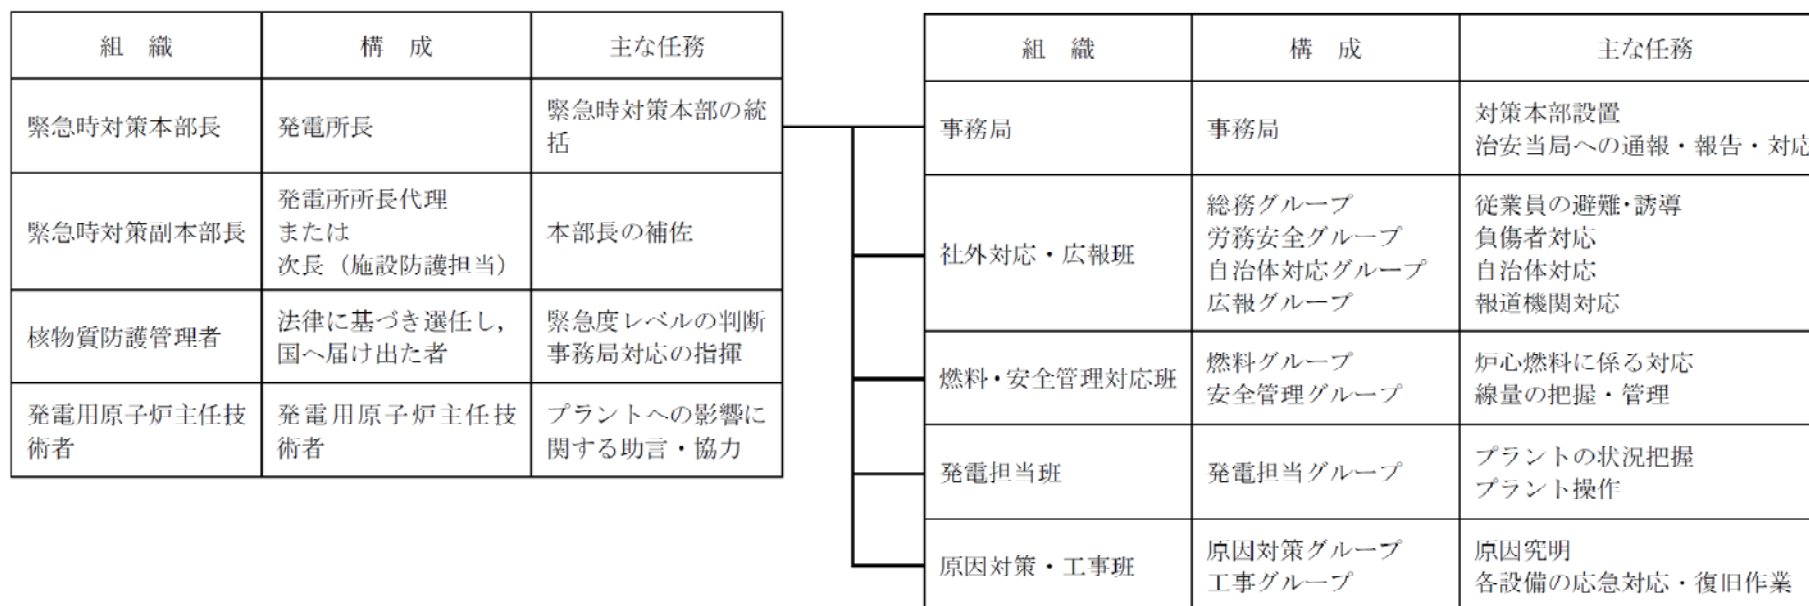 組　織　構　成　主な任務
緊急時対策本部長　発電所長　緊急時対策本部の統
括
緊急時対策副本部長　発電所所長代理
または
次長（施設防護担当）　本部長の補佐
核物質防護管理者　法律に基づき選任し，
国へ届け出た者　緊急度レベルの判断
事務局対応の指揮
発電用原子炉主任技
術者　発電用原子炉主任技
術者　プラントへの影響に
関する助言・協力
組　織　構　成　主な任務
事務局　事務局　対策本部設置
治安当局への通報・報告・対応
社外対応・広報班　総務グループ
労務安全グループ
自治体対応グループ
広報グループ
従業員の避難・誘導
負傷者対応
自治体対応
報道機関対応
燃料・安全管理対応班　燃料グループ
安全管理グループ
炉心燃料に係る対応
線量の把握・管理
発電担当班　発電担当グループ　プラントの状況把握
プラント操作
原因対策・工事班　原因対策グループ
工事グループ
原因究明
各設備の応急対応・復旧作業